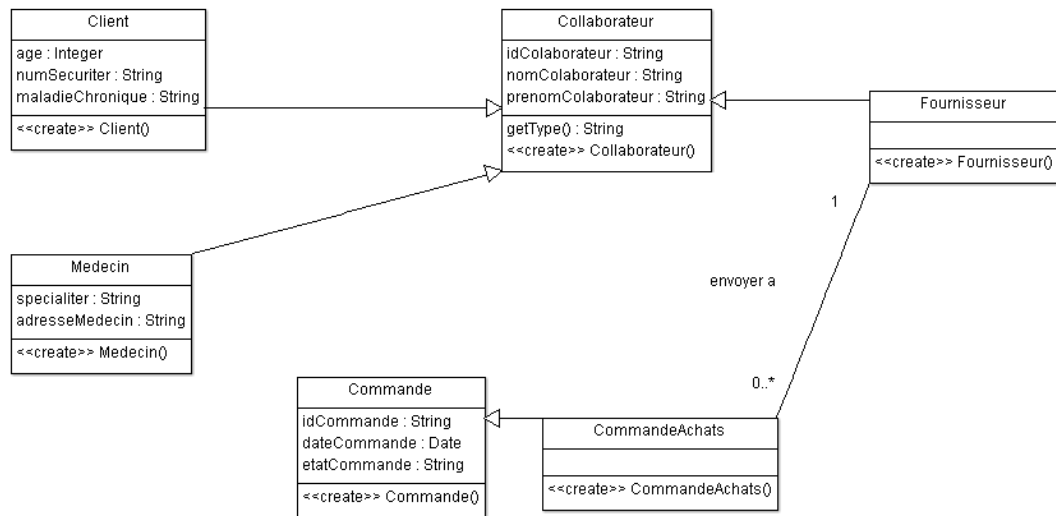 Client
age : Integer
numSecuriter : String
maladieChronique : String
<<create>> Client()
Collaborateur
idColaborateur : String
nomColaborateur : String
prenomColaborateur : String
getType() : String
<<create>> Collaborateur()
Fournisseur
<<create>> Fournisseur()
1
envoyer a
0..*
Medecin
specialiter : String
adresseMedecin : String
<<create>> Medecin()
Commande
idCommande : String
dateCommande : Date
etatCommande : String
<<create>> Commande()
CommandeAchats
<<create>> CommandeAchats()